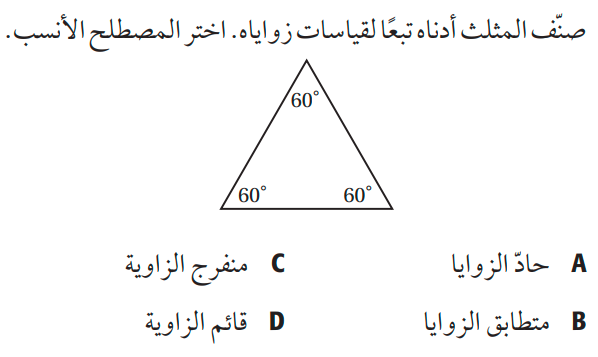 صنّف المثلث أدناه تبعًا لقياسات زواياه. اختر المصطلح الأنسب.
60°
60° 60°
A حادّ الزوايا C منفرج الزاوية
B متطابق الزوايا D قائم الزاوية